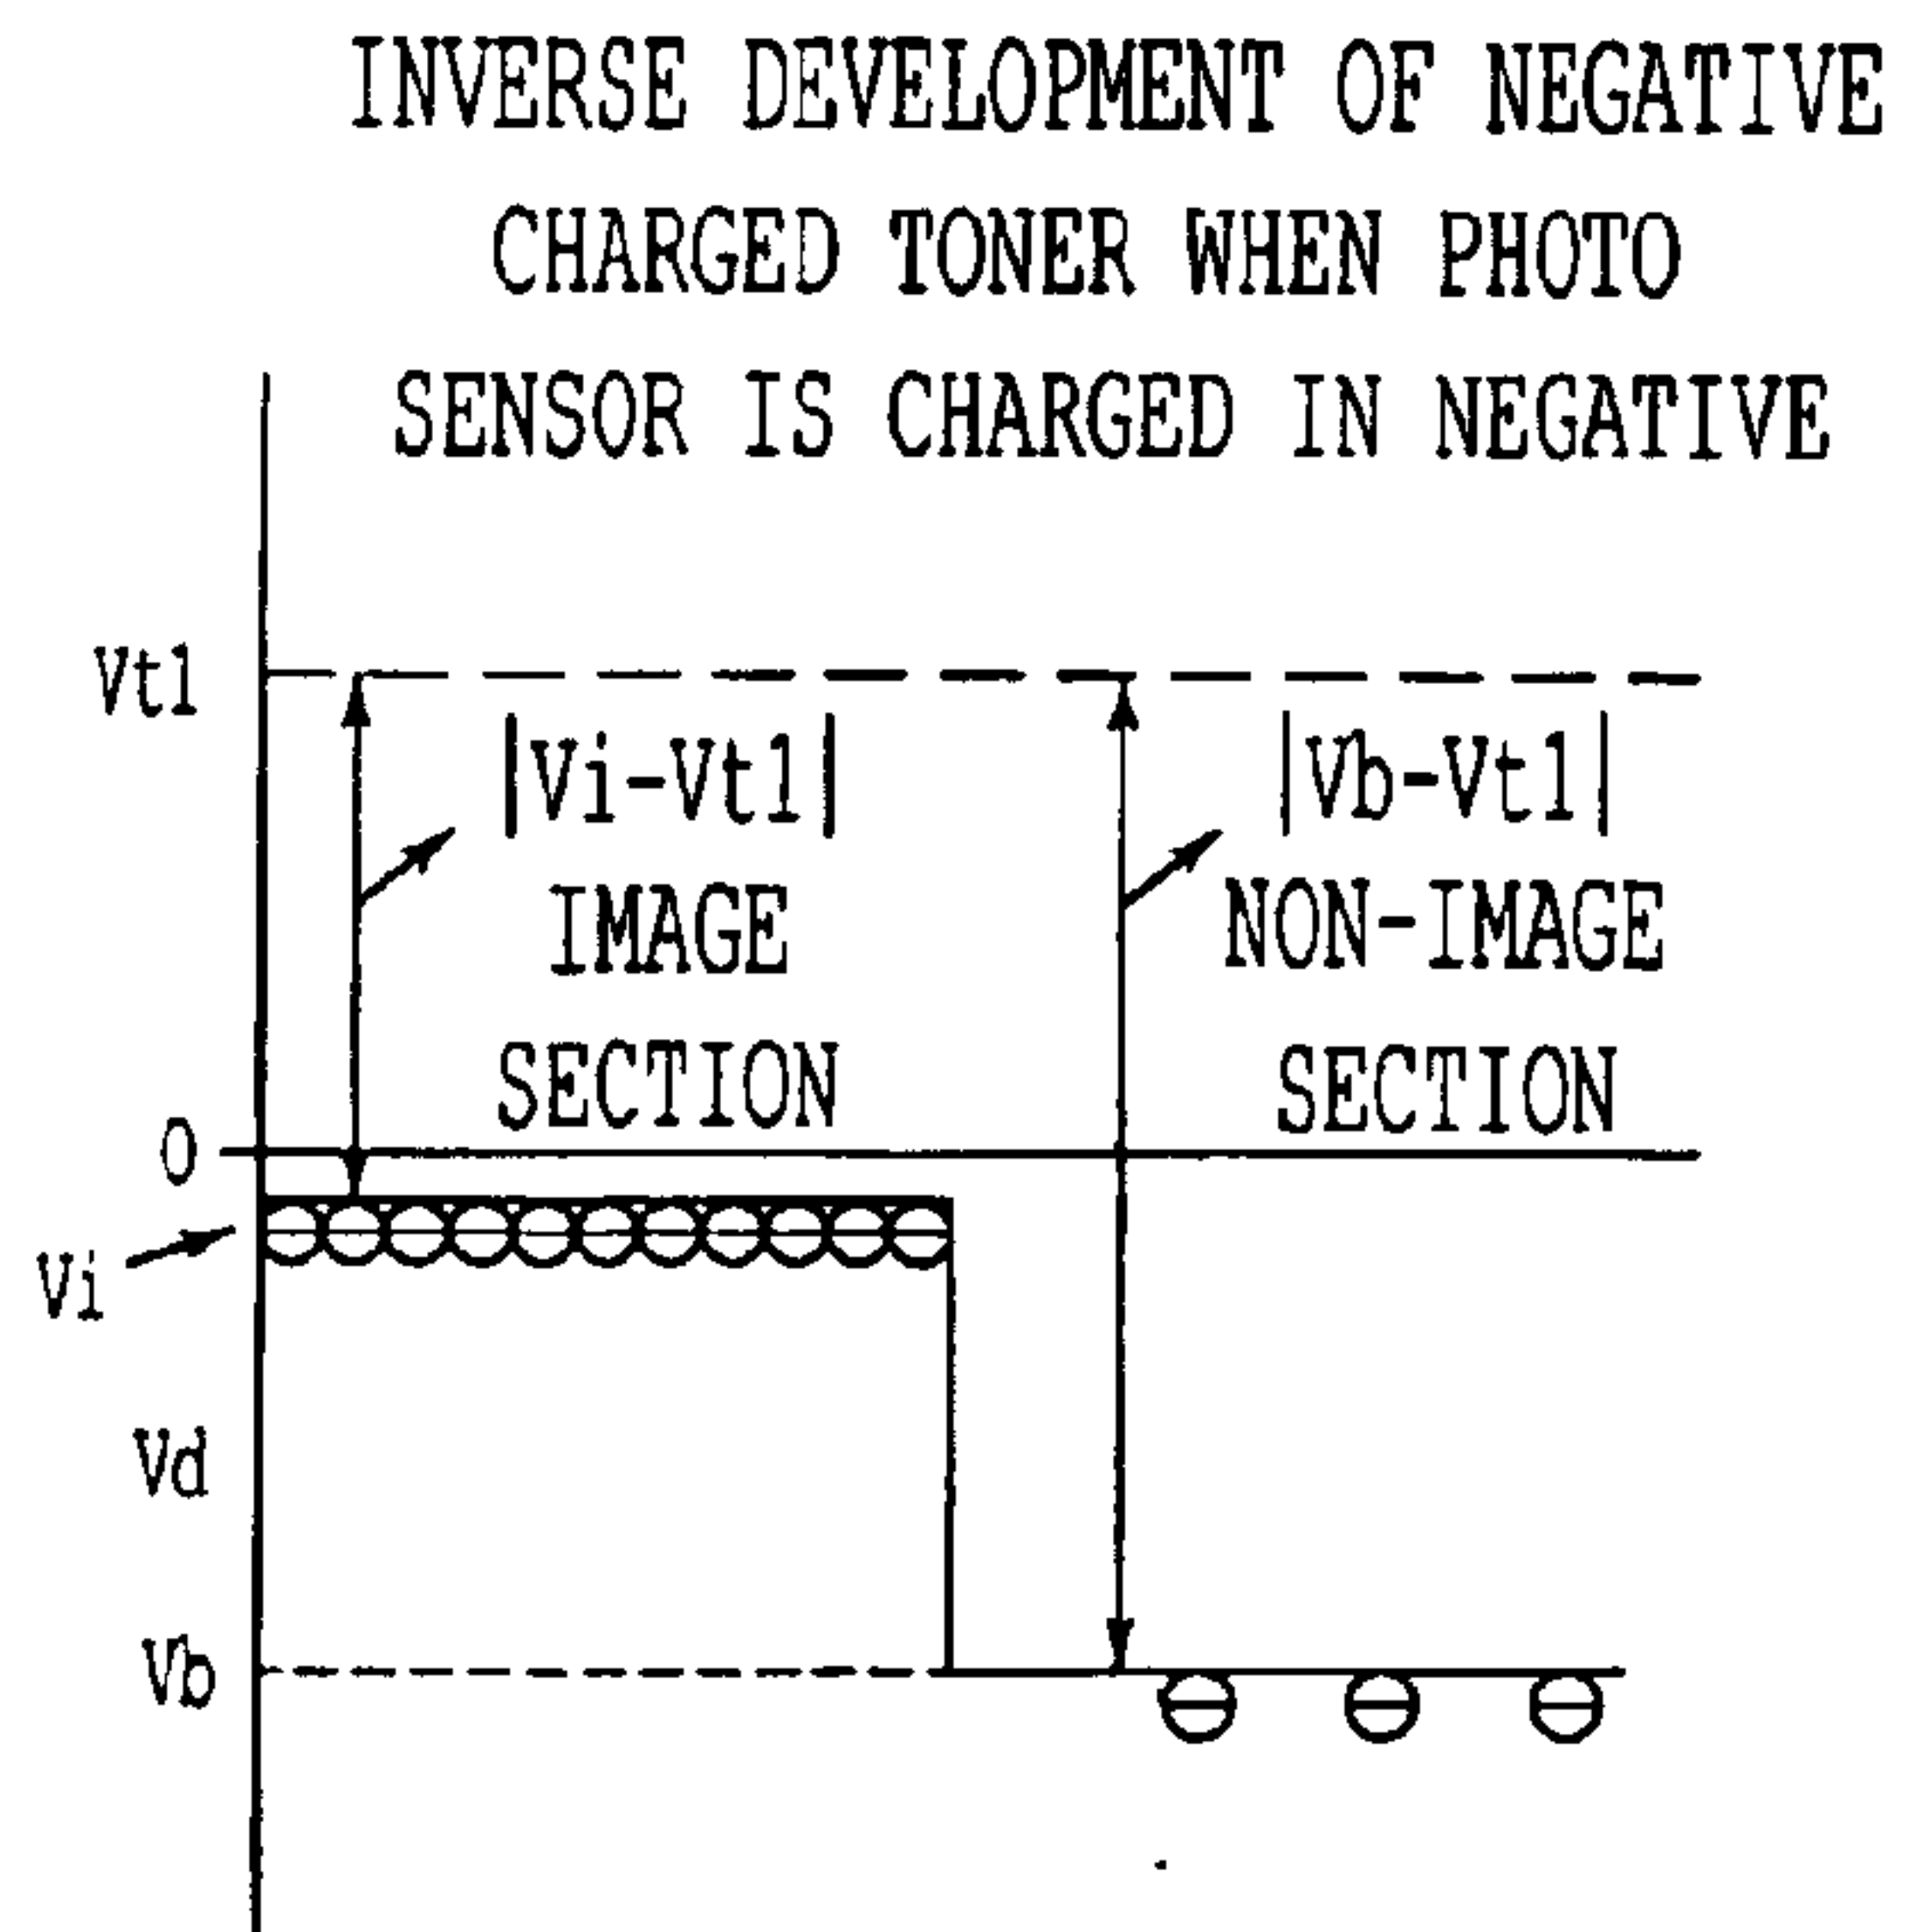 INVERSE DEVELOPMENT OF NEGATIVE
CHARGED TONER WHEN PHOTO
SENSOR IS CHARGED IN NEGATIVE
Vt1
|Vi-Vt1|
IMAGE
SECTION
|Vb-Vt1|
NON-IMAGE
SECTION
0
Vi
Vd
Vb